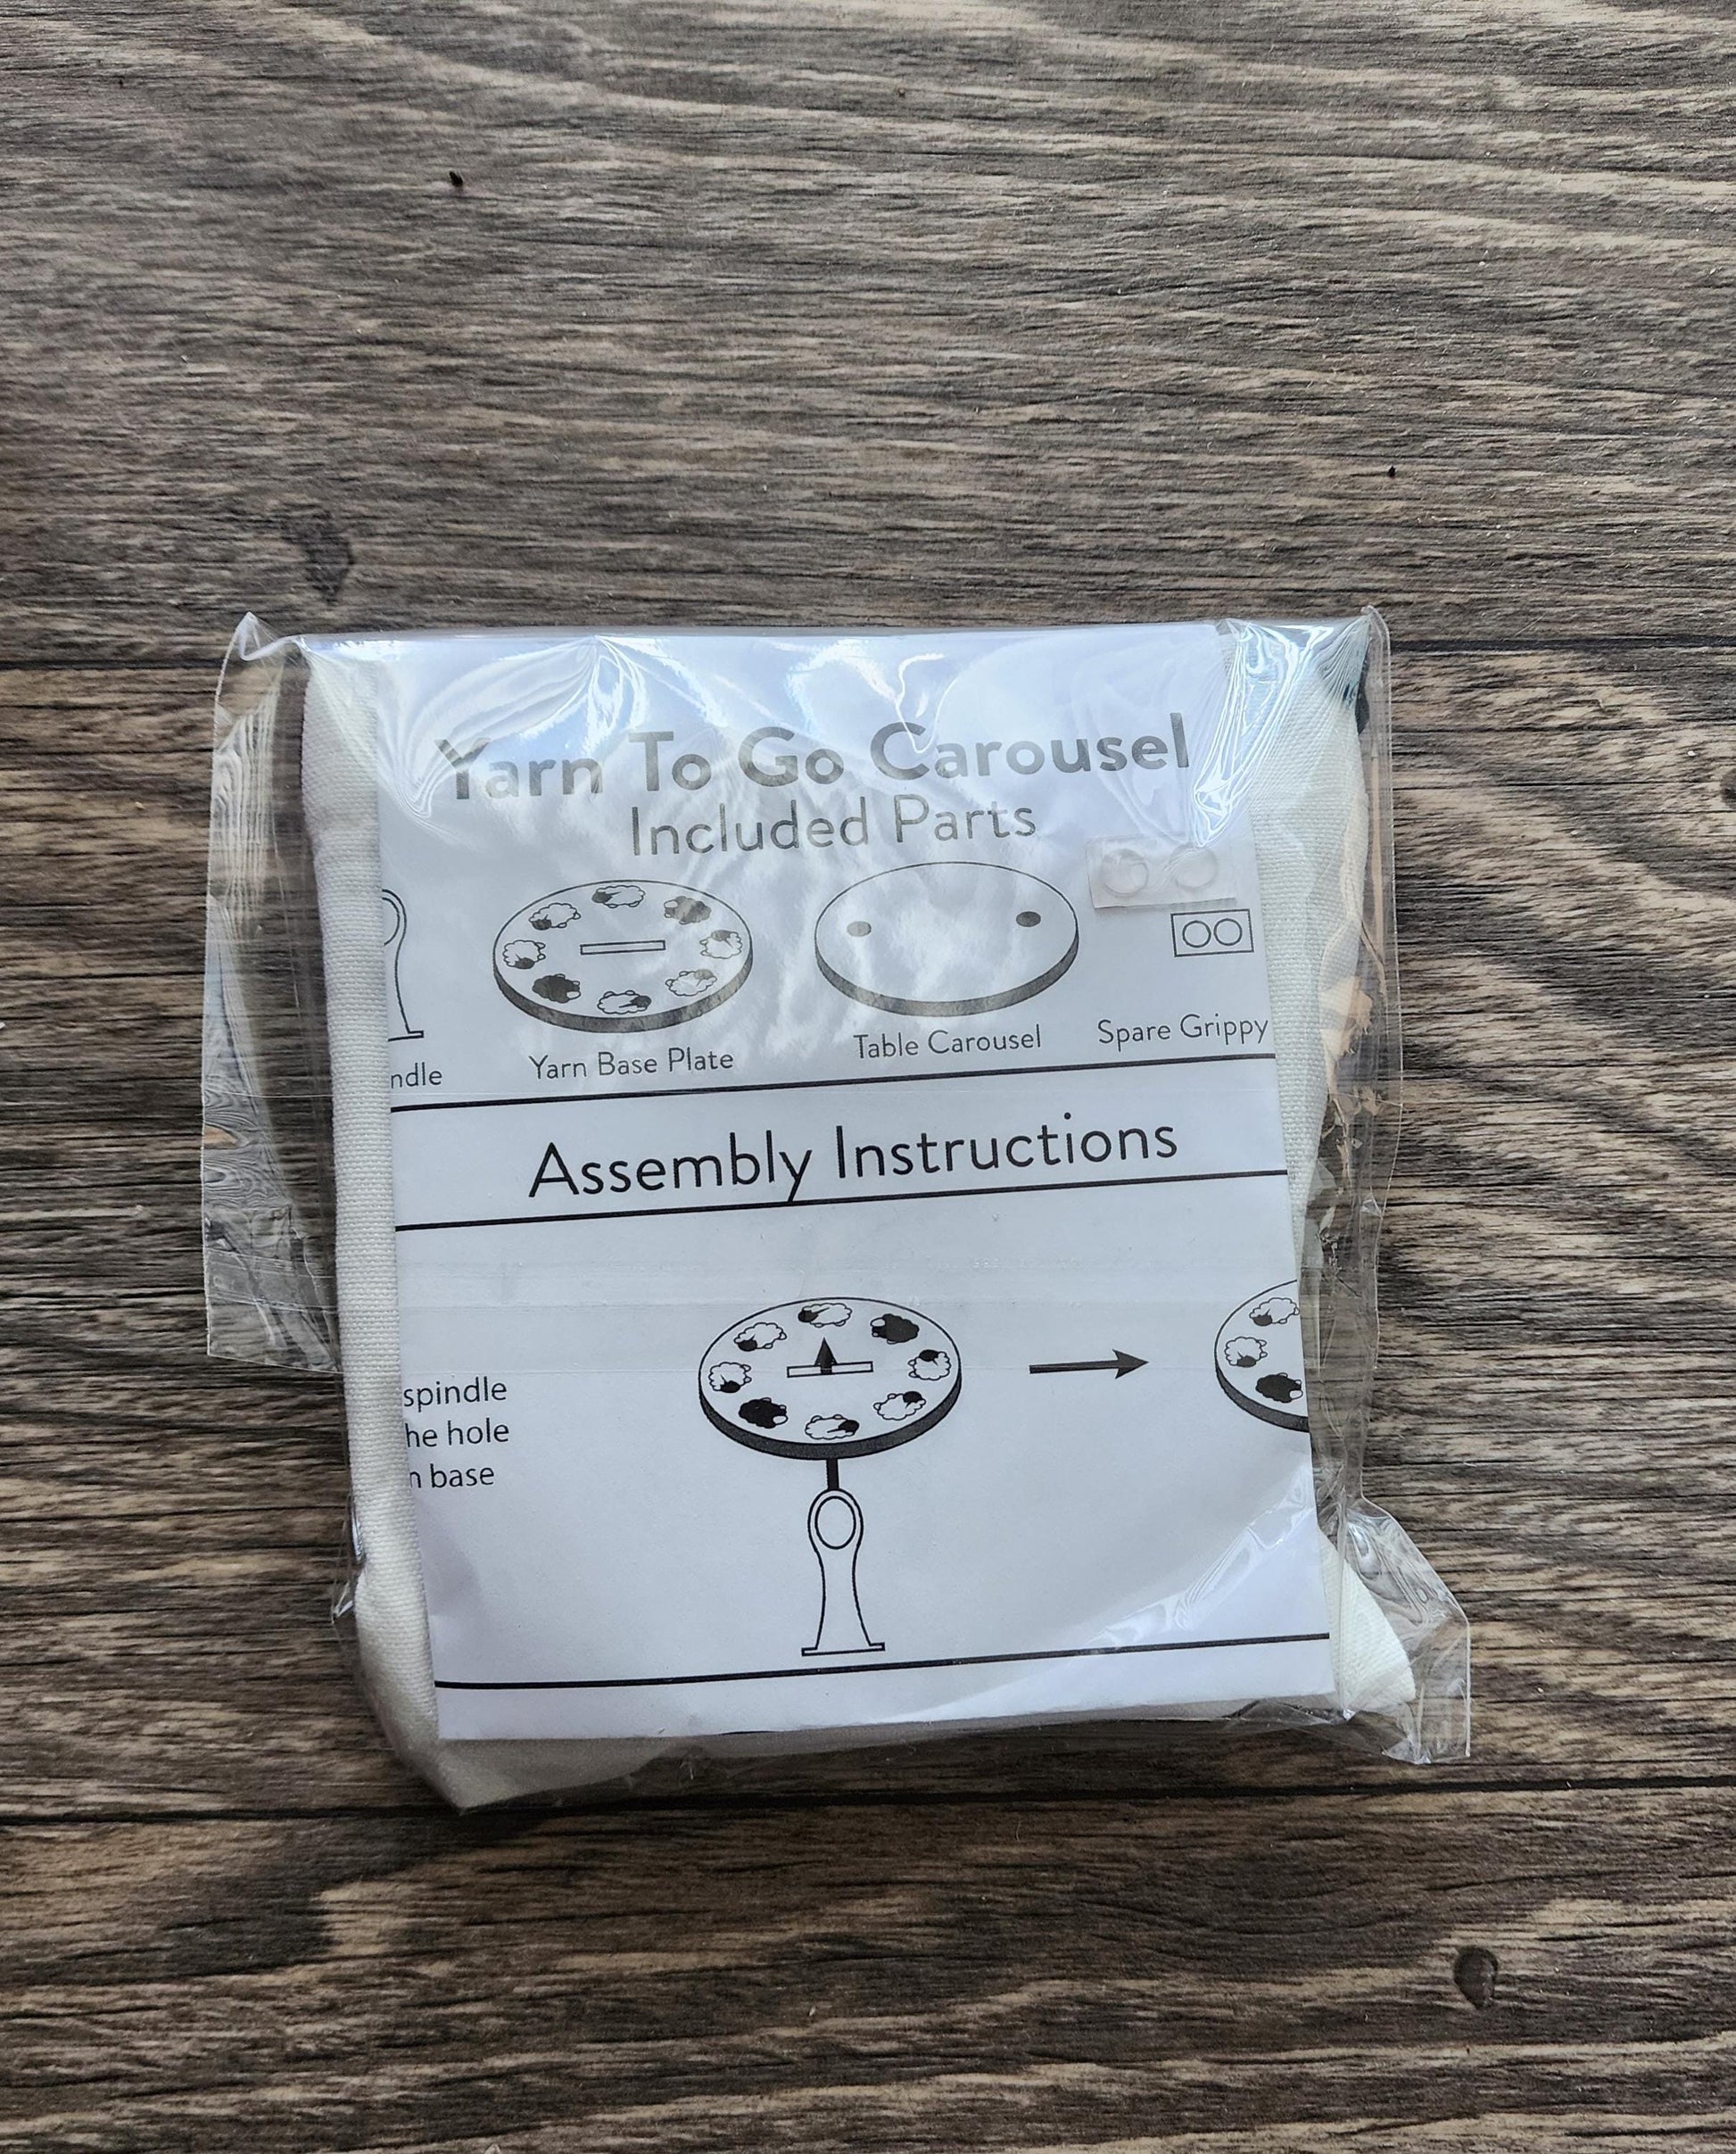 Yarn To Go Carousel
Included Parts
ndle
Yarn Base Plate
Table Carousel
Spare Grippy
Assembly Instructions
spindle
he hole
n base